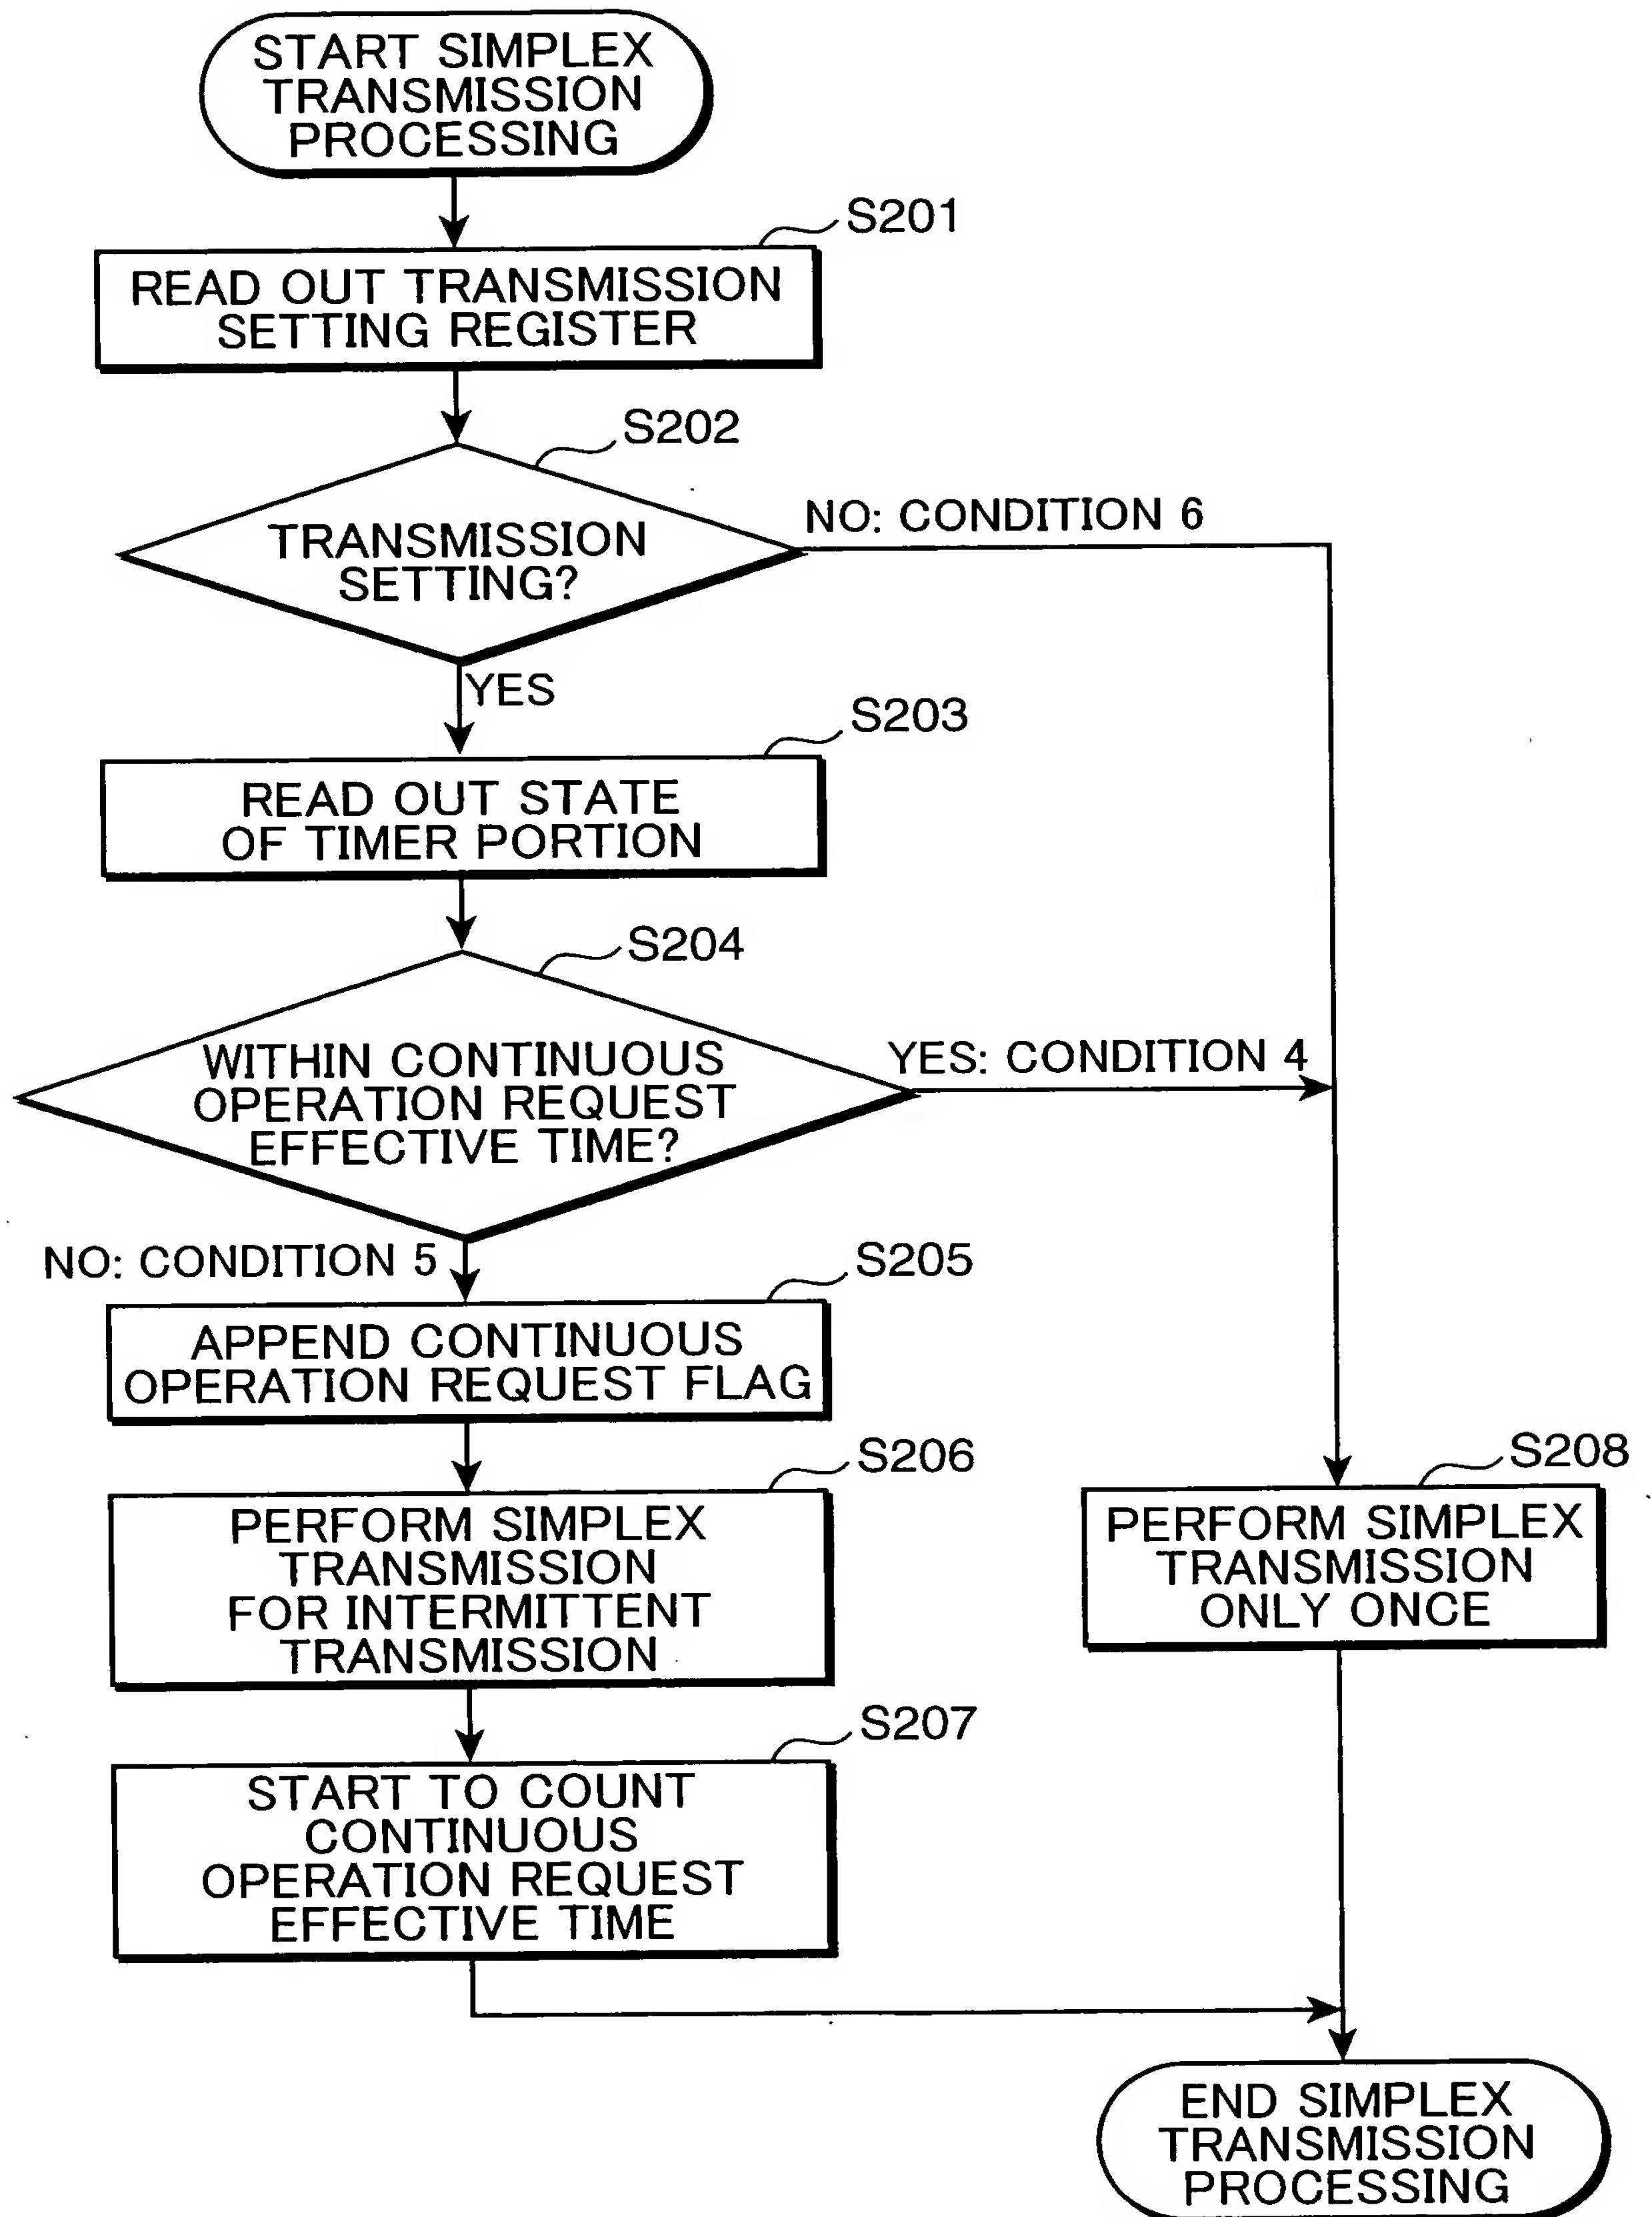 START SIMPLEX
TRANSMISSION
PROCESSING
S201
READ OUT TRANSMISSION
SETTING REGISTER
S202
TRANSMISSION
SETTING?
NO: CONDITION 6
YES
S203
READ OUT STATE
OF TIMER PORTION
S204
WITHIN CONTINUOUS
OPERATION REQUEST
EFFECTIVE TIME?
YES: CONDITION 4
NO: CONDITION 5
S205
APPEND CONTINUOUS
OPERATION REQUEST FLAG
S206
PERFORM SIMPLEX
TRANSMISSION
FOR INTERMITTENT
TRANSMISSION
S208
PERFORM SIMPLEX
TRANSMISSION
ONLY ONCE
S207
START TO COUNT
CONTINUOUS
OPERATION REQUEST
EFFECTIVE TIME
END SIMPLEX
TRANSMISSION
PROCESSING